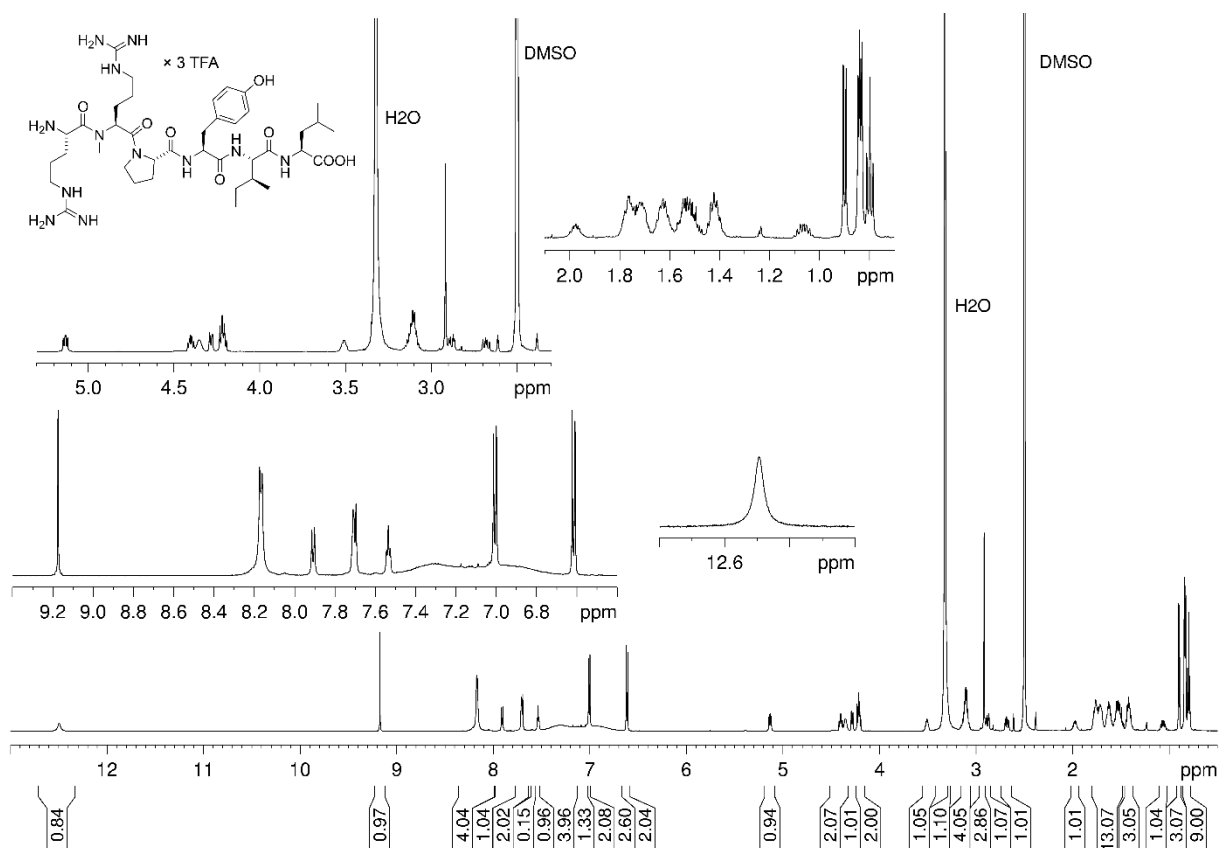 H₂N NH
NH
× 3 TFA
OH
O
O
O
O
H₂N
N
N
N
H
N
H
N
H
O
COOH
NH
H₂N NH
H2O
DMSO
5.0 4.5 4.0 3.5 3.0 ppm
2.0 1.8 1.6 1.4 1.2 1.0 ppm
DMSO
H2O
9.2 9.0 8.8 8.6 8.4 8.2 8.0 7.8 7.6 7.4 7.2 7.0 6.8 ppm
12.6 ppm
12 11 10 9 8 7 6 5 4 3 2 ppm
0.84 0.97 4.04 1.04 2.02 0.15 0.96 3.96 1.33 2.08 2.60 2.04 0.94 2.07 1.01 2.00 1.05 1.10 4.05 2.86 1.07 1.01 1.01 13.07 3.05 1.04 3.07 9.00